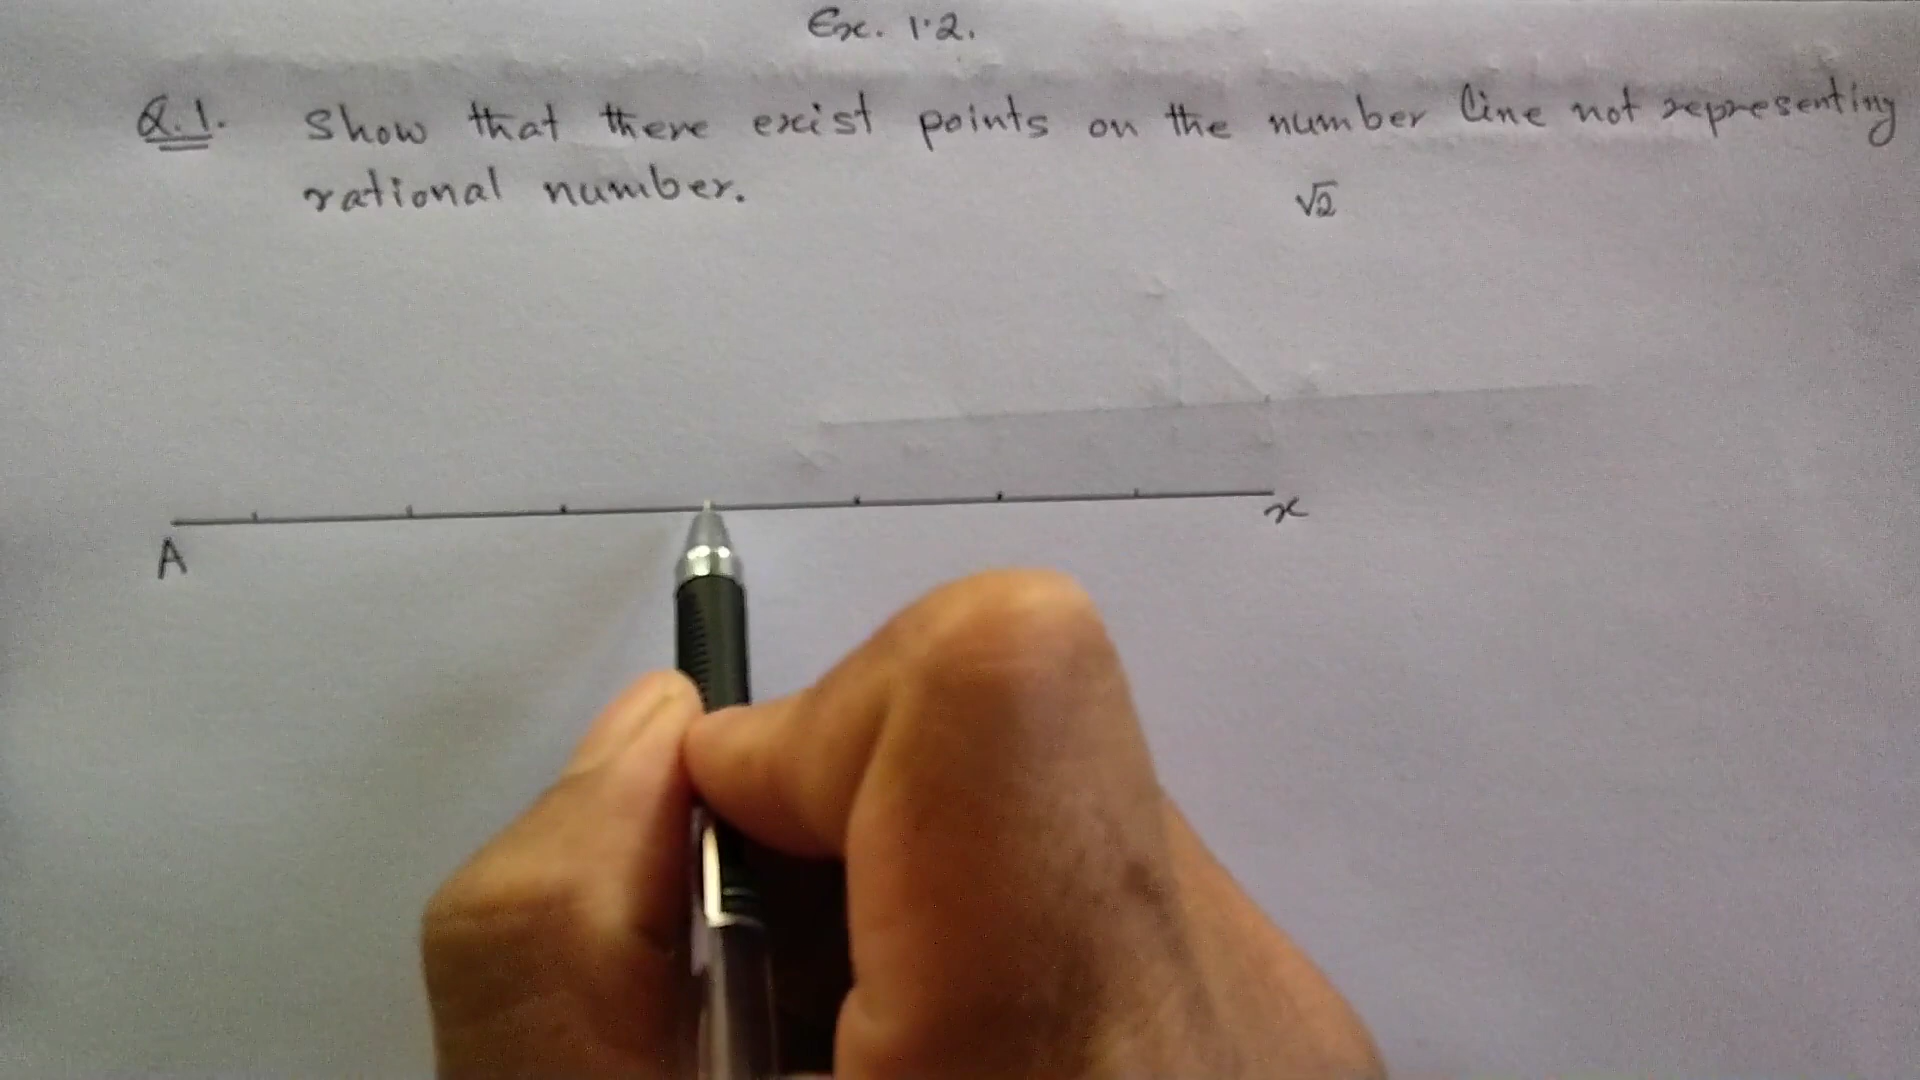 Ex. 1.2.
Q.1. Show that there exist points on the number line not representing
rational number.
√2
A x